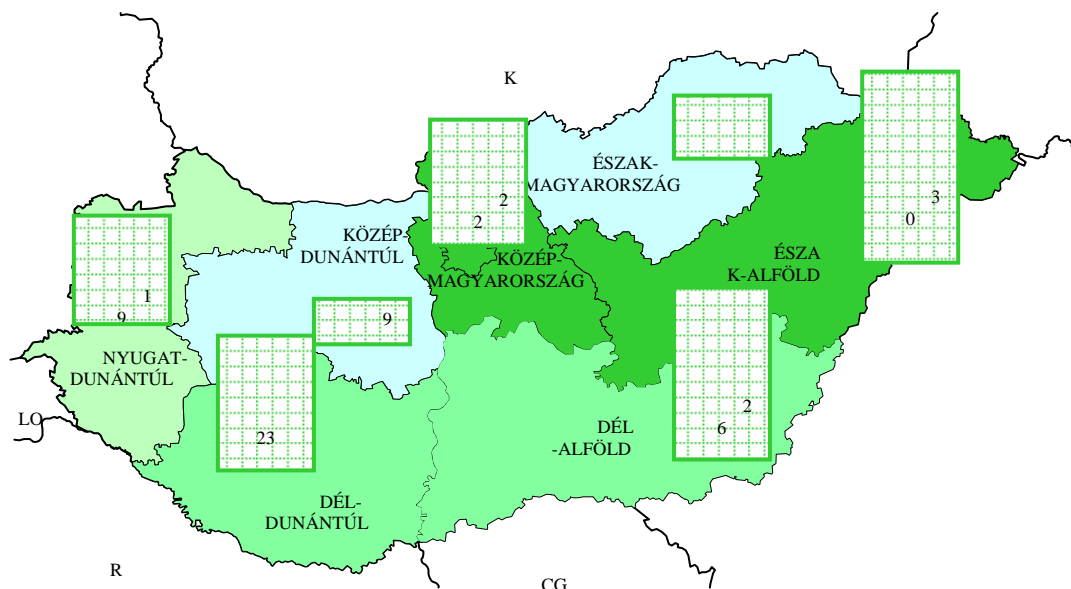 K
ÉSZAK-
MAGYARORSZÁG
2
2
3
0
KÖZÉP-
DUNÁNTÚL
KÖZÉP-
MAGYARORSZÁG
ÉSZA
K-ALFÖLD
1
9
9
NYUGAT-
DUNÁNTÚL
LO
23
2
6
DÉL
-ALFÖLD
DÉL-
DUNÁNTÚL
R
CG